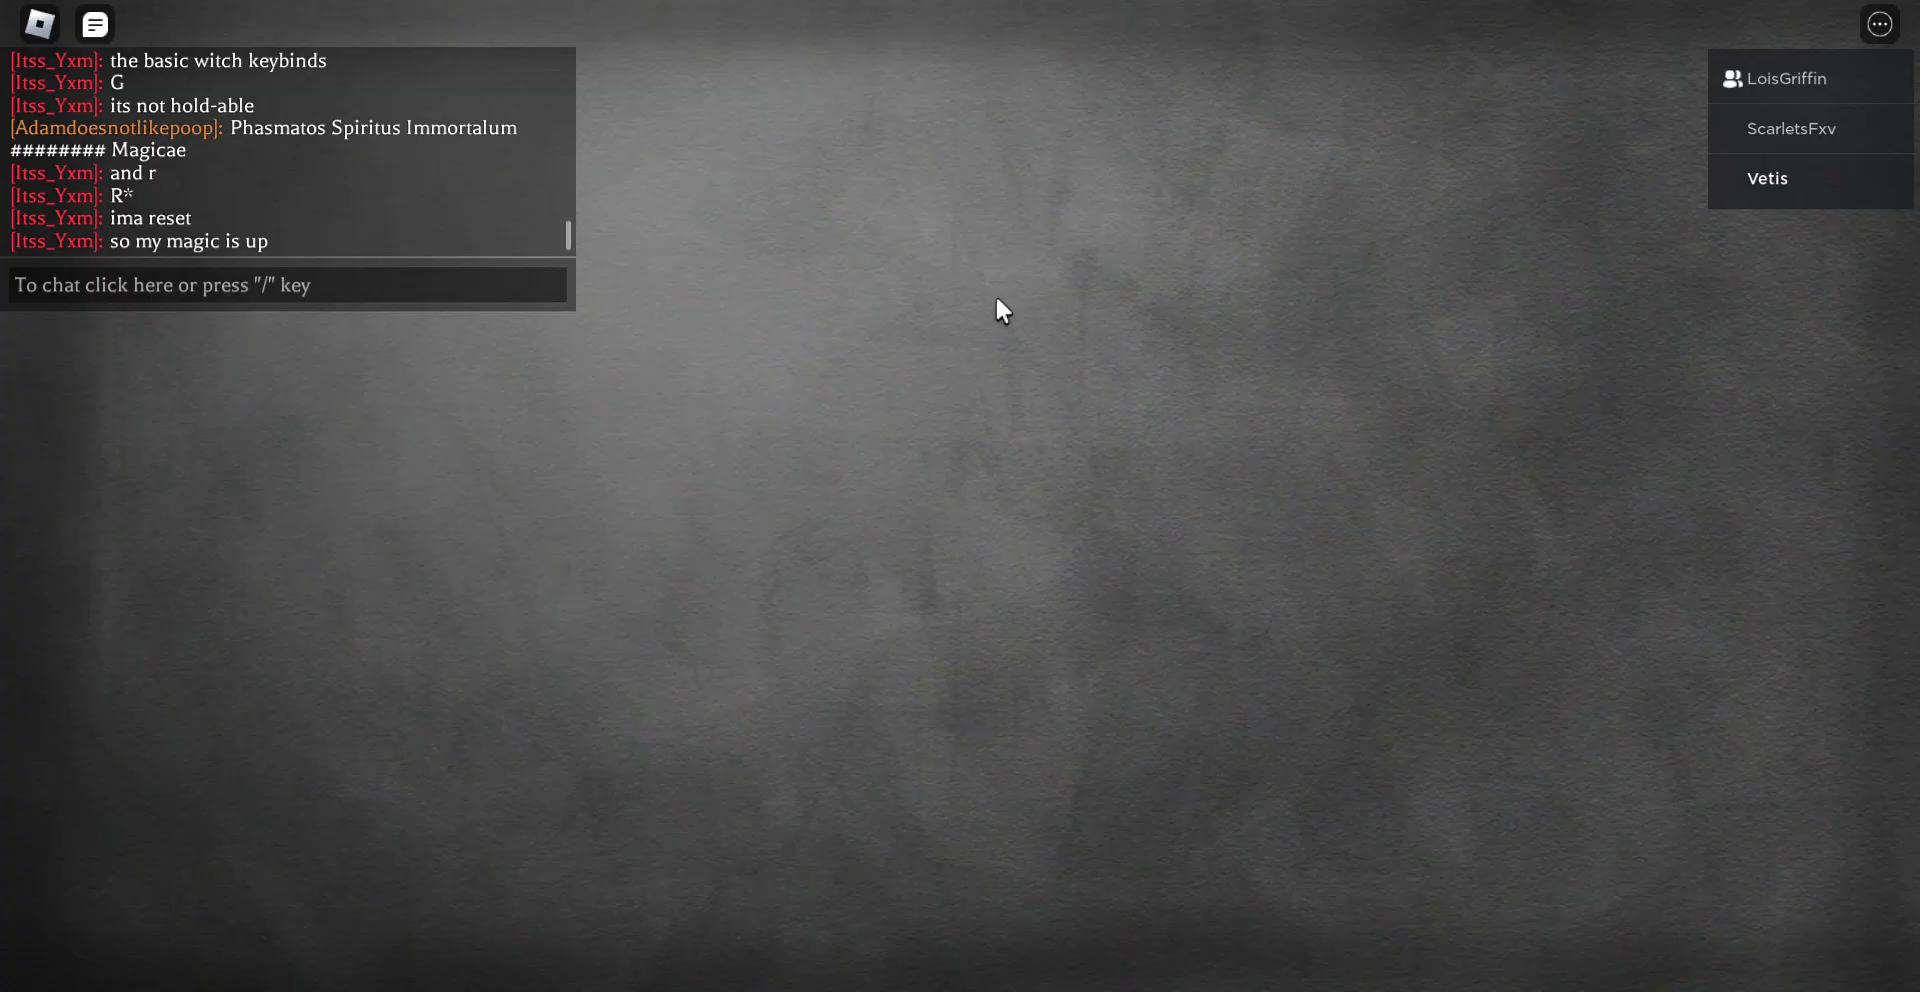 [Itss_Yxm]: the basic witch keybinds
[Itss_Yxm]: G
[Itss_Yxm]: its not hold-able
[Adamdoesnotlikepoop]: Phasmatos Spiritus Immortalum
######## Magicae
[Itss_Yxm]: and r
[Itss_Yxm]: R*
[Itss_Yxm]: ima reset
[Itss_Yxm]: so my magic is up
To chat click here or press "/" key
LoisGriffin
ScarletsFxv
Vetis